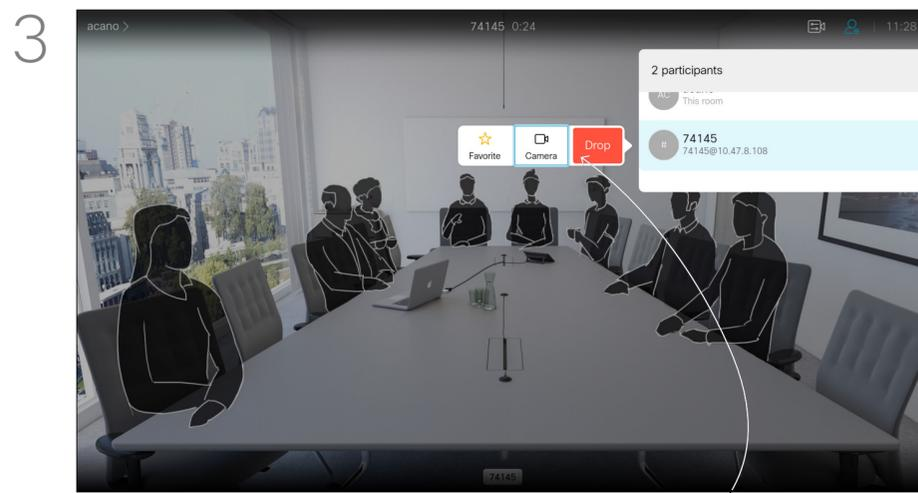 3
acano >
74145 0:24
11:28
2 participants
AC
This room
#
74145
74145@10.47.8.108
Favorite
Camera
Drop
74145